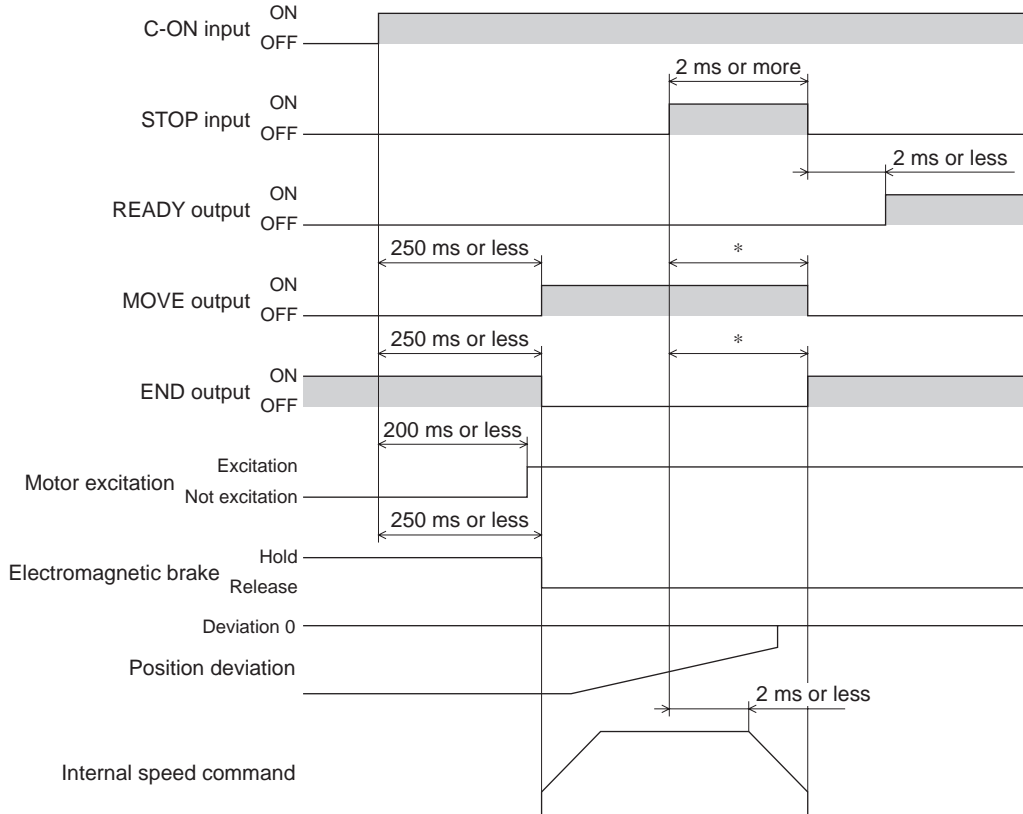 ON
C-ON input
OFF
2 ms or more
ON
STOP input
OFF
2 ms or less
ON
READY output
OFF
250 ms or less
*
ON
MOVE output
OFF
250 ms or less
*
ON
END output
OFF
200 ms or less
Excitation
Motor excitation
Not excitation
250 ms or less
Hold
Electromagnetic brake
Release
Deviation 0
Position deviation
2 ms or less
Internal speed command